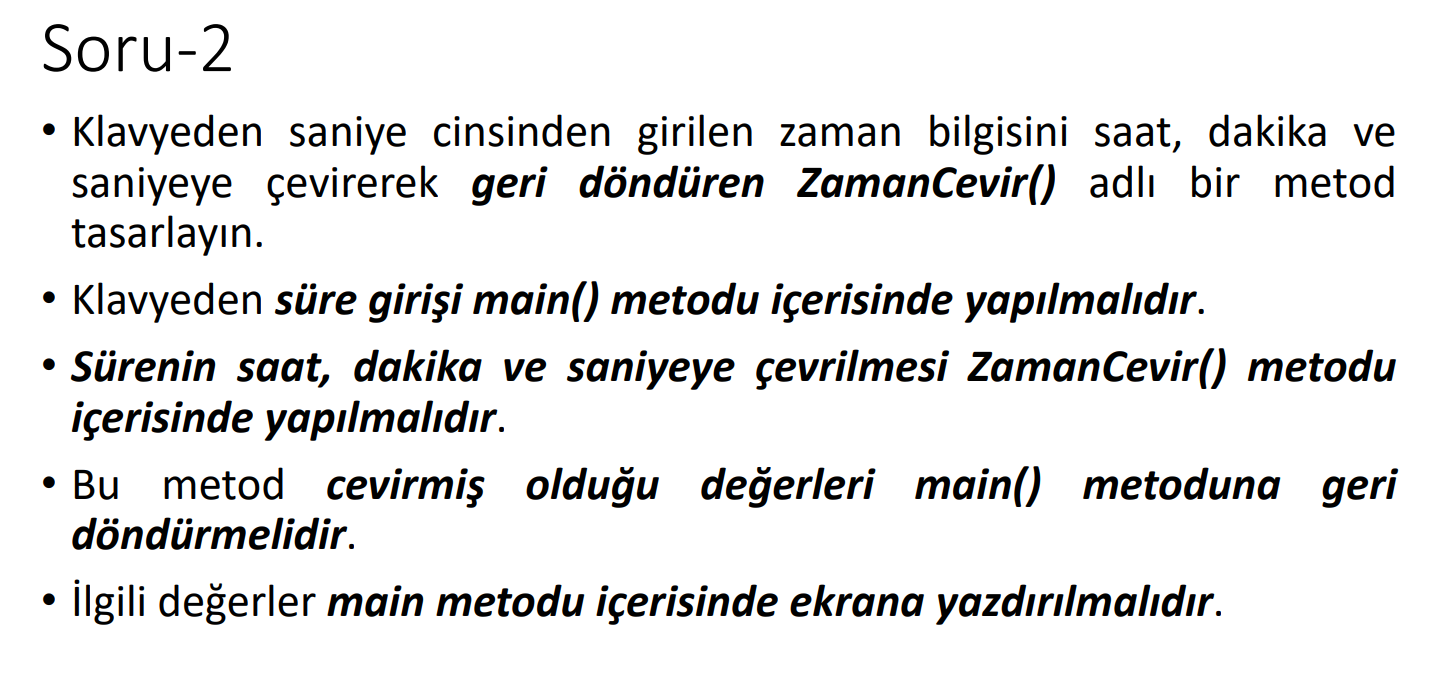 Soru-2
• Klavyeden saniye cinsinden girilen zaman bilgisini saat, dakika ve
saniyeye çevirerek geri döndüren ZamanCevir() adlı bir metod
tasarlayın.
• Klavyeden süre girişi main() metodu içerisinde yapılmalıdır.
• Sürenin saat, dakika ve saniyeye çevrilmesi ZamanCevir() metodu
içerisinde yapılmalıdır.
• Bu metod cevirmiş olduğu değerleri main() metoduna geri
döndürmelidir.
• İlgili değerler main metodu içerisinde ekrana yazdırılmalıdır.